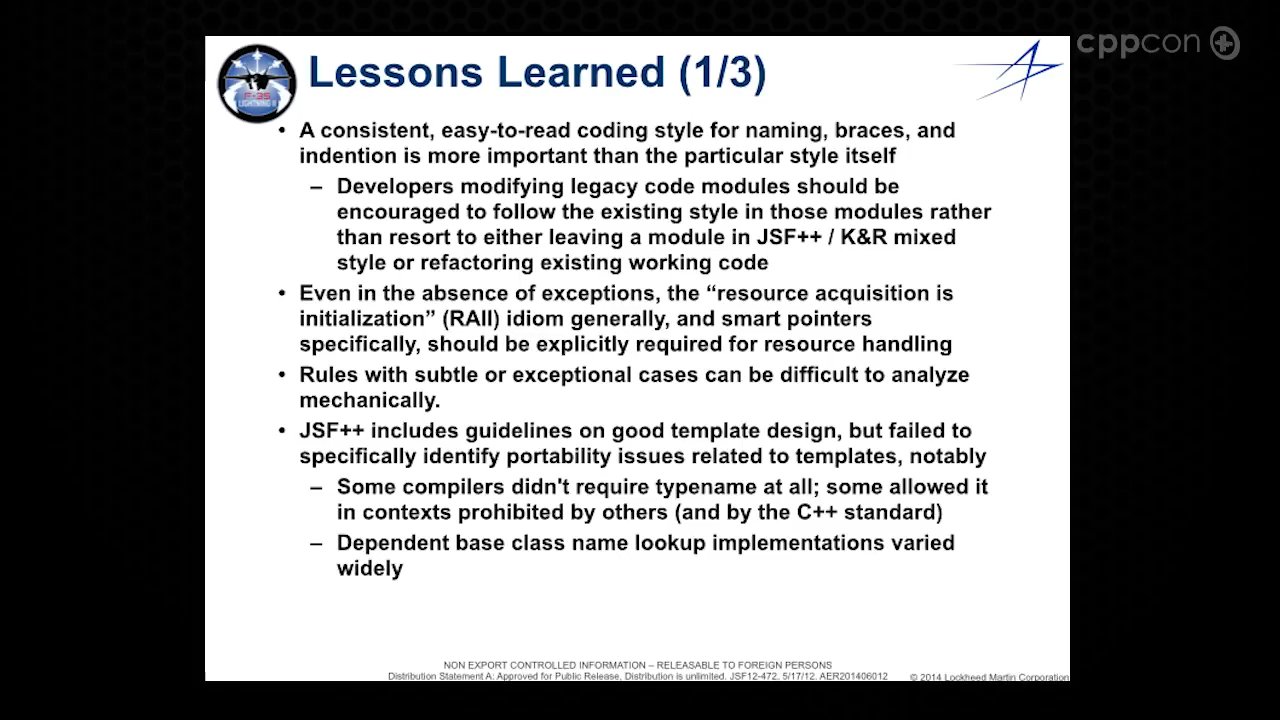 cppcon
Lessons Learned (1/3)
F-35
LIGHTNING II
• A consistent, easy-to-read coding style for naming, braces, and
indention is more important than the particular style itself
– Developers modifying legacy code modules should be
encouraged to follow the existing style in those modules rather
than resort to either leaving a module in JSF++ / K&R mixed
style or refactoring existing working code
• Even in the absence of exceptions, the “resource acquisition is
initialization” (RAII) idiom generally, and smart pointers
specifically, should be explicitly required for resource handling
• Rules with subtle or exceptional cases can be difficult to analyze
mechanically.
• JSF++ includes guidelines on good template design, but failed to
specifically identify portability issues related to templates, notably
– Some compilers didn't require typename at all; some allowed it
in contexts prohibited by others (and by the C++ standard)
– Dependent base class name lookup implementations varied
widely
NON EXPORT CONTROLLED INFORMATION – RELEASABLE TO FOREIGN PERSONS
Distribution Statement A: Approved for Public Release, Distribution is unlimited. JSF12-472, 5/17/12, AER201406012
© 2014 Lockheed Martin Corporation